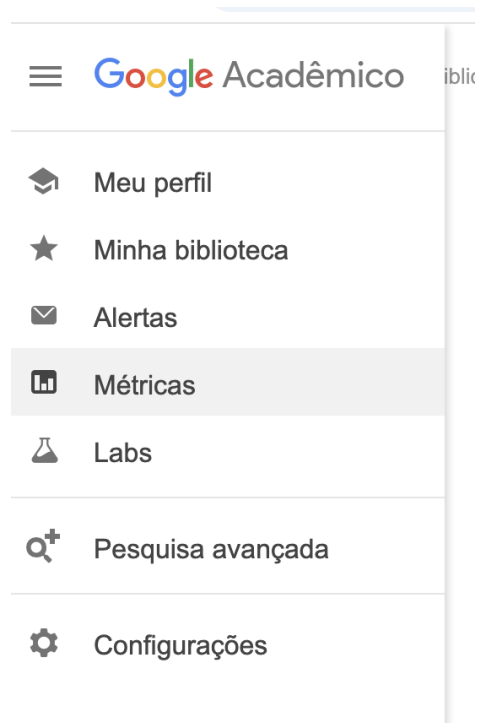 Google Acadêmico
Meu perfil
Minha biblioteca
Alertas
Métricas
Labs
Pesquisa avançada
Configurações